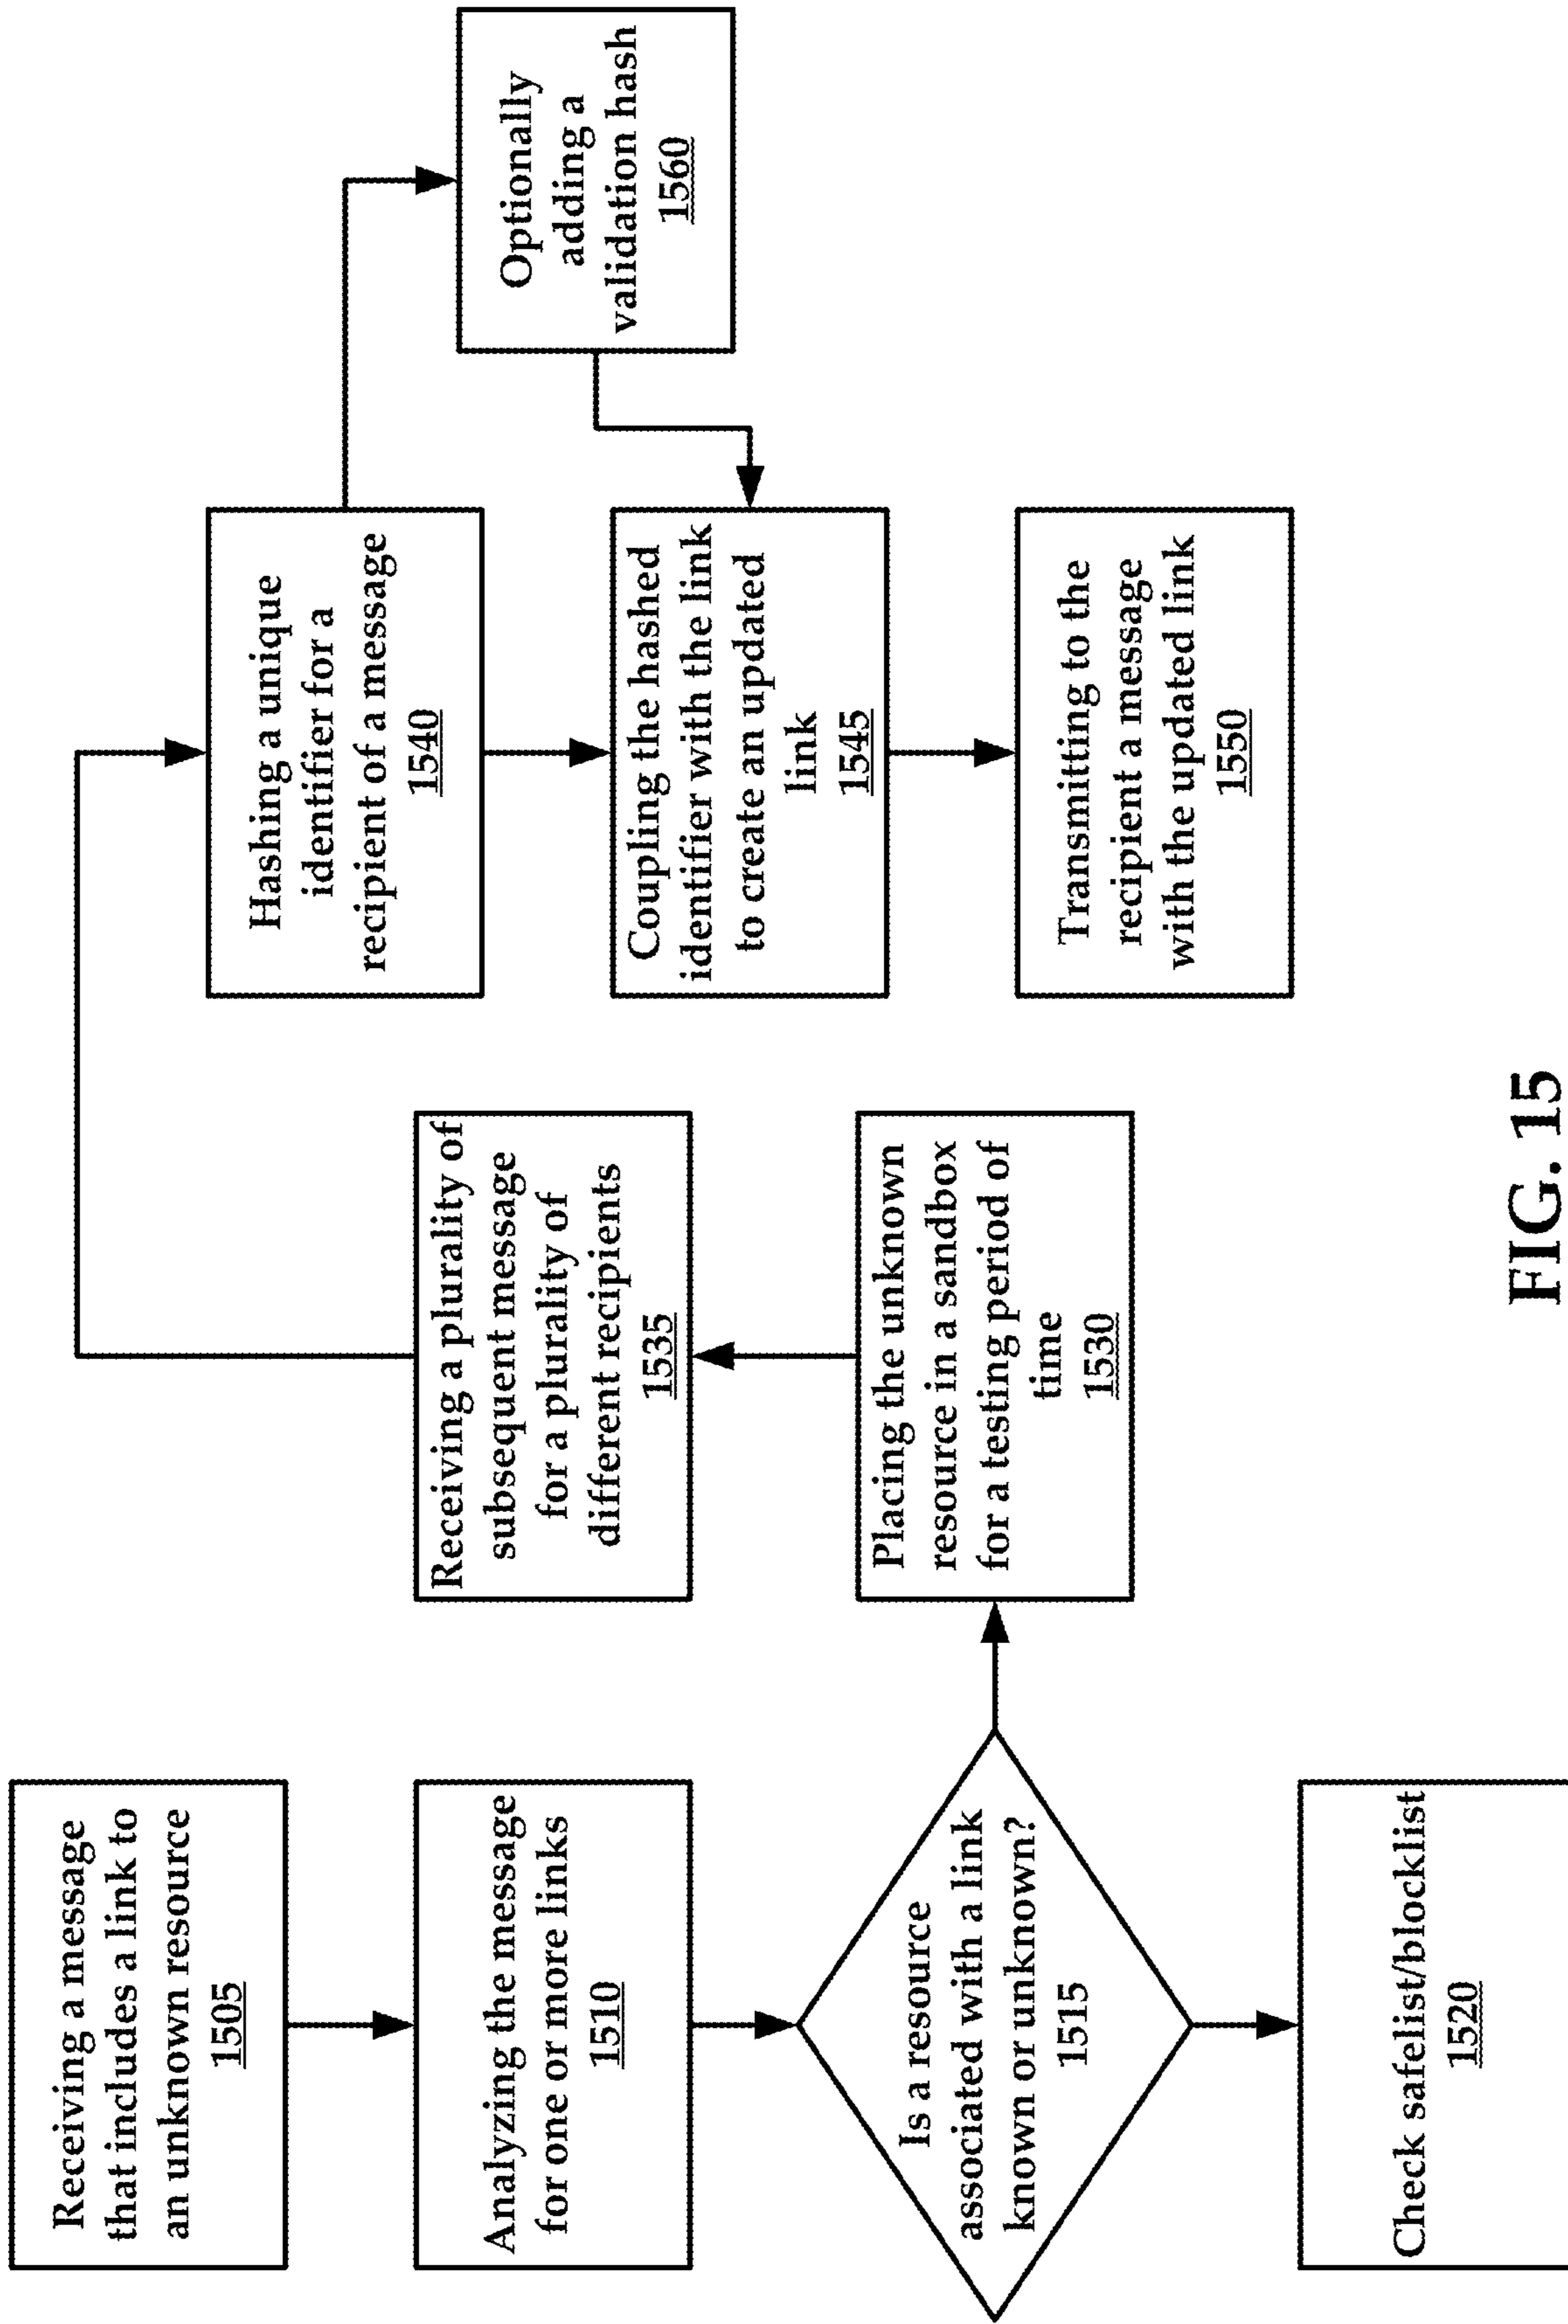 Receiving a message
that includes a link to
an unknown resource
1505
Analyzing the message
for one or more links
1510
Is a resource
associated with a link
known or unknown?
1515
Check safelist/blocklist
1520
Placing the unknown
resource in a sandbox
for a testing period of
time
1530
Receiving a plurality of
subsequent message
for a plurality of
different recipients
1535
Hashing a unique
identifier for a
recipient of a message
1540
Optionally
adding a
validation hash
1560
Coupling the hashed
identifier with the link
to create an updated
link
1545
Transmitting to the
recipient a message
with the updated link
1550
FIG. 15